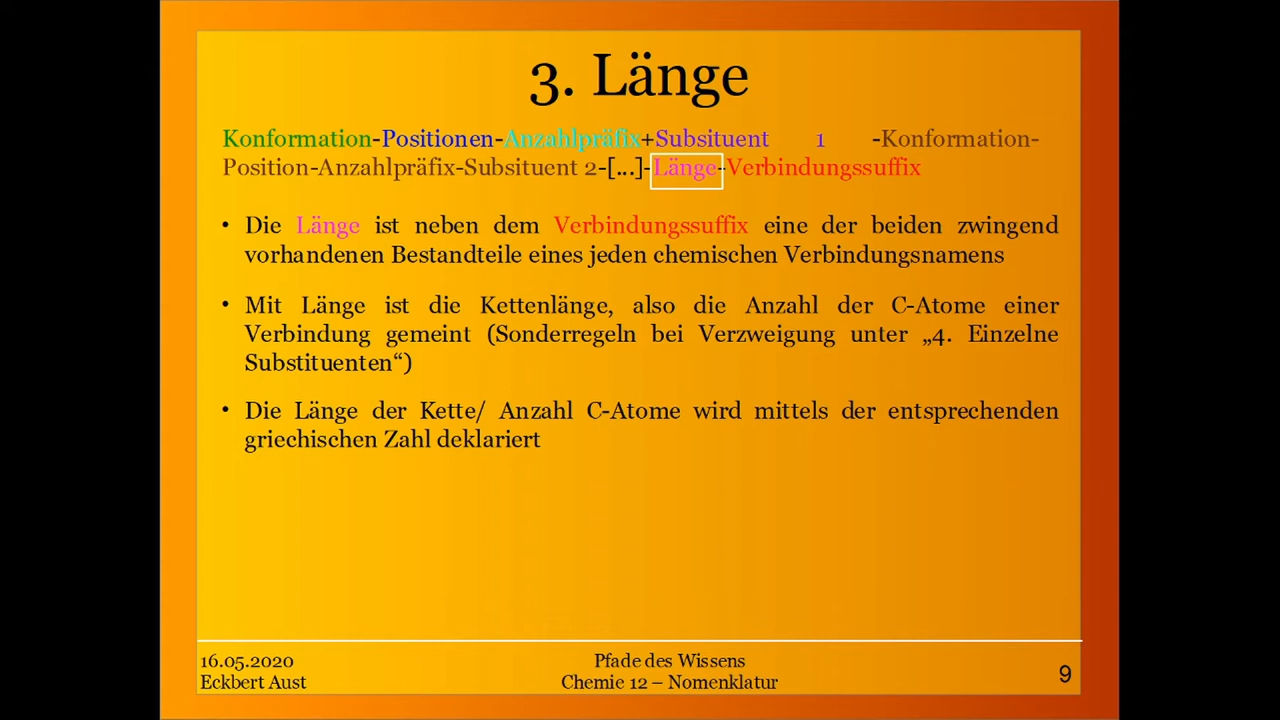 3. Länge
Konformation-Positionen-Anzahlpräfix+Subsituent 1 -Konformation-
Position-Anzahlpräfix-Subsituent 2-[...]-Länge-Verbindungssuffix
• Die Länge ist neben dem Verbindungssuffix eine der beiden zwingend
vorhandenen Bestandteile eines jeden chemischen Verbindungsnamens
• Mit Länge ist die Kettenlänge, also die Anzahl der C-Atome einer
Verbindung gemeint (Sonderregeln bei Verzweigung unter „4. Einzelne
Substituenten“)
• Die Länge der Kette/ Anzahl C-Atome wird mittels der entsprechenden
griechischen Zahl deklariert
16.05.2020
Eckbert Aust
Pfade des Wissens
Chemie 12 – Nomenklatur
9